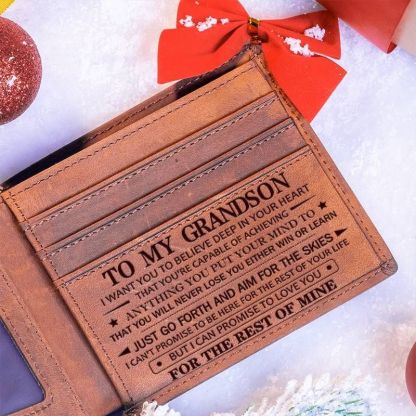 TO MY GRANDSON
I WANT YOU TO BELIEVE DEEP IN YOUR HEART
THAT YOU'RE CAPABLE OF ACHIEVING
ANYTHING YOU PUT YOUR MIND TO
THAT YOU WILL NEVER LOSE YOU EITHER WIN OR LEARN
JUST GO FORTH AND AIM FOR THE SKIES
I CAN'T PROMISE TO BE HERE FOR THE REST OF YOUR LIFE
BUT I CAN PROMISE TO LOVE YOU
FOR THE REST OF MINE